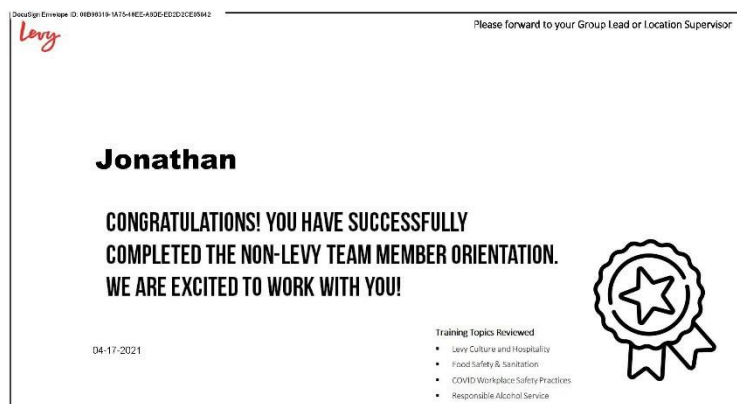 Please forward to your Group Lead or Location Supervisor
Levy
Jonathan
CONGRATULATIONS! YOU HAVE SUCCESSFULLY
COMPLETED THE NON-LEVY TEAM MEMBER ORIENTATION.
WE ARE EXCITED TO WORK WITH YOU!
04-17-2021
Training Topics Reviewed
▪ Levy Culture and Hospitality
▪ Food Safety & Sanitation
▪ COVID Workplace Safety Practices
▪ Responsible Alcohol Service